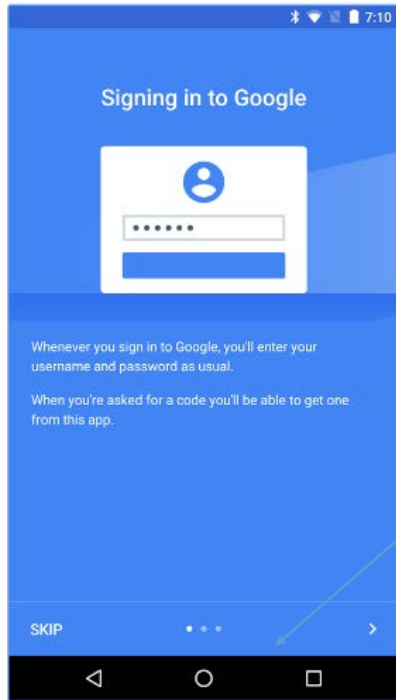 7:10
Signing in to Google
Whenever you sign in to Google, you'll enter your
username and password as usual.
When you're asked for a code you'll be able to get one
from this app.
SKIP